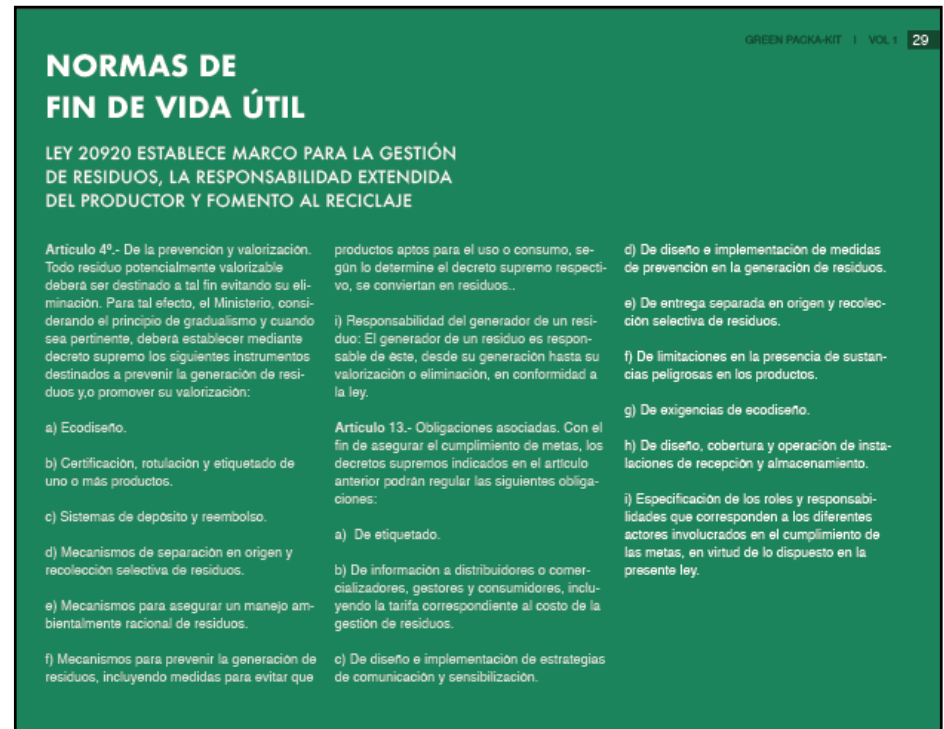 GREEN PACKA-KIT | VOL 1 29
NORMAS DE
FIN DE VIDA ÚTIL
LEY 20920 ESTABLECE MARCO PARA LA GESTIÓN
DE RESIDUOS, LA RESPONSABILIDAD EXTENDIDA
DEL PRODUCTOR Y FOMENTO AL RECICLAJE
Artículo 4º.- De la prevención y valorización.
Todo residuo potencialmente valorizable
deberá ser destinado a tal fin evitando su eli-
minación. Para tal efecto, el Ministerio, consi-
derando el principio de gradualismo y cuando
sea pertinente, deberá establecer mediante
decreto supremo los siguientes instrumentos
destinados a prevenir la generación de resi-
duos y,o promover su valorización:
a) Ecodiseño.
b) Certificación, rotulación y etiquetado de
uno o más productos.
c) Sistemas de depósito y reembolso.
d) Mecanismos de separación en origen y
recolección selectiva de residuos.
e) Mecanismos para asegurar un manejo am-
bientalmente racional de residuos.
f) Mecanismos para prevenir la generación de
residuos, incluyendo medidas para evitar que
productos aptos para el uso o consumo, se-
gún lo determine el decreto supremo respecti-
vo, se conviertan en residuos..
i) Responsabilidad del generador de un resi-
duo: El generador de un residuo es respon-
sable de éste, desde su generación hasta su
valorización o eliminación, en conformidad a
la ley.
Artículo 13.- Obligaciones asociadas. Con el
fin de asegurar el cumplimiento de metas, los
decretos supremos indicados en el artículo
anterior podrán regular las siguientes obliga-
ciones:
a) De etiquetado.
b) De información a distribuidores o comer-
cializadores, gestores y consumidores, inclu-
yendo la tarifa correspondiente al costo de la
gestión de residuos.
c) De diseño e implementación de estrategias
de comunicación y sensibilización.
d) De diseño e implementación de medidas
de prevención en la generación de residuos.
e) De entrega separada en origen y recolec-
ción selectiva de residuos.
f) De limitaciones en la presencia de sustan-
cias peligrosas en los productos.
g) De exigencias de ecodiseño.
h) De diseño, cobertura y operación de insta-
laciones de recepción y almacenamiento.
i) Especificación de los roles y responsabi-
lidades que corresponden a los diferentes
actores involucrados en el cumplimiento de
las metas, en virtud de lo dispuesto en la
presente ley.